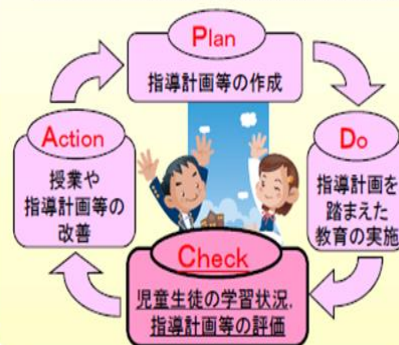 Plan
指導計画等の作成
Do
指導計画を
踏まえた
教育の実施
Check
児童生徒の学習状況,
指導計画等の評価
Action
授業や
指導計画等の
改善